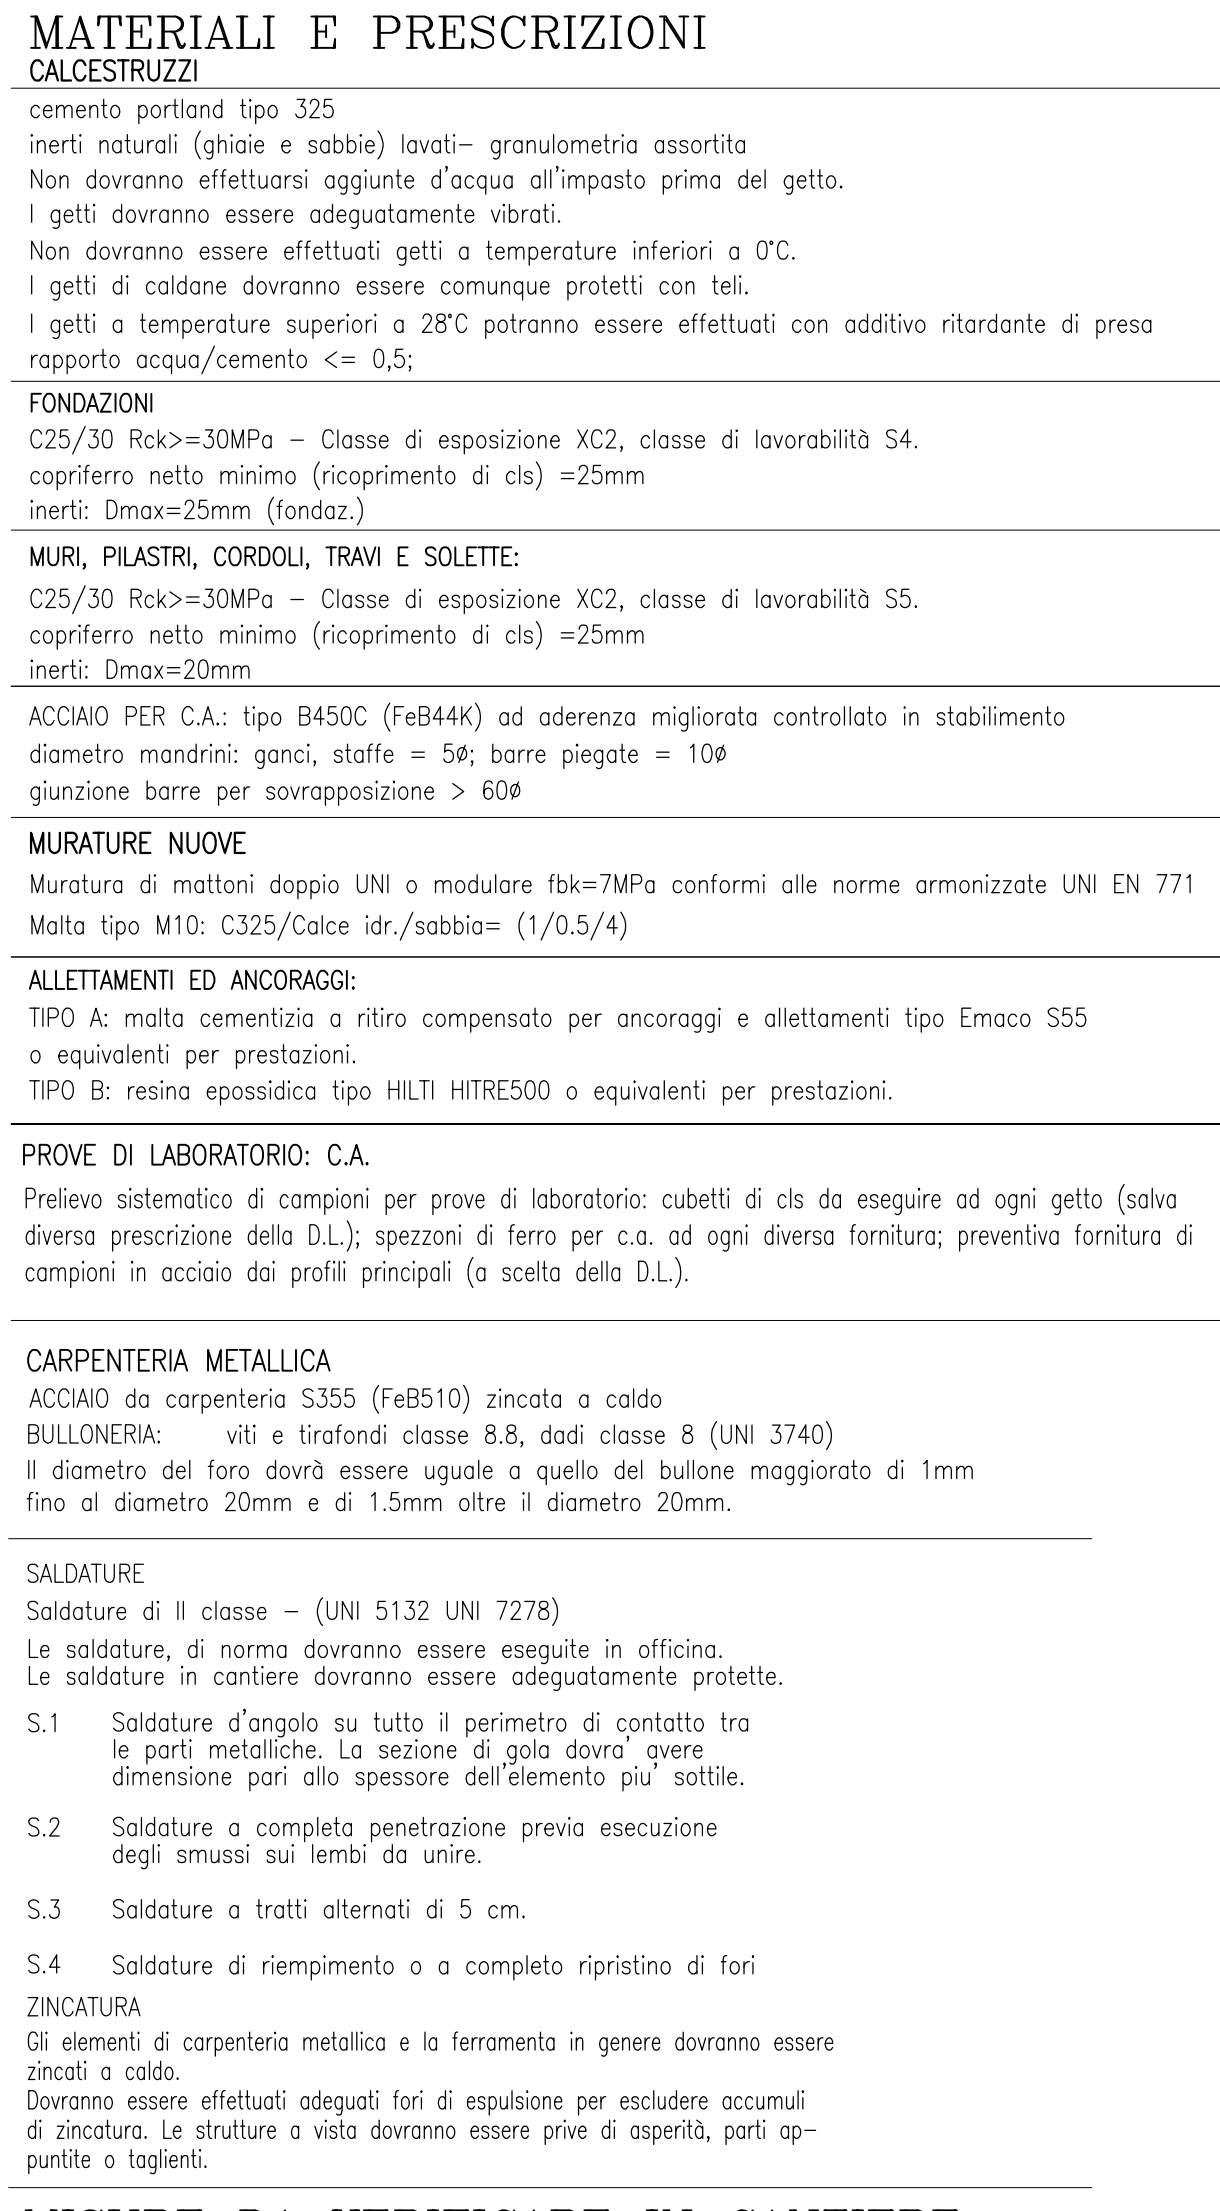 MATERIALI E PRESCRIZIONI
CALCESTRUZZI
cemento portland tipo 325
inerti naturali (ghiaie e sabbie) lavati- granulometria assortita
Non dovranno effettuarsi aggiunte d'acqua all'impasto prima del getto.
I getti dovranno essere adeguatamente vibrati.
Non dovranno essere effettuati getti a temperature inferiori a 0°C.
I getti di caldane dovranno essere comunque protetti con teli.
I getti a temperature superiori a 28°C potranno essere effettuati con additivo ritardante di presa
rapporto acqua/cemento <= 0,5;
FONDAZIONI
C25/30 Rck>=30MPa - Classe di esposizione XC2, classe di lavorabilità S4.
copriferro netto minimo (ricoprimento di cls) =25mm
inerti: Dmax=25mm (fondaz.)
MURI, PILASTRI, CORDOLI, TRAVI E SOLETTE:
C25/30 Rck>=30MPa - Classe di esposizione XC2, classe di lavorabilità S5.
copriferro netto minimo (ricoprimento di cls) =25mm
inerti: Dmax=20mm
ACCIAIO PER C.A.: tipo B450C (FeB44K) ad aderenza migliorata controllato in stabilimento
diametro mandrini: ganci, staffe = 5ø; barre piegate = 10ø
giunzione barre per sovrapposizione > 60ø
MURATURE NUOVE
Muratura di mattoni doppio UNI o modulare fbk=7MPa conformi alle norme armonizzate UNI EN 771
Malta tipo M10: C325/Calce idr./sabbia= (1/0.5/4)
ALLETTAMENTI ED ANCORAGGI:
TIPO A: malta cementizia a ritiro compensato per ancoraggi e allettamenti tipo Emaco S55
o equivalenti per prestazioni.
TIPO B: resina epossidica tipo HILTI HITRE500 o equivalenti per prestazioni.
PROVE DI LABORATORIO: C.A.
Prelievo sistematico di campioni per prove di laboratorio: cubetti di cls da eseguire ad ogni getto (salva
diversa prescrizione della D.L.); spezzoni di ferro per c.a. ad ogni diversa fornitura; preventiva fornitura di
campioni in acciaio dai profili principali (a scelta della D.L.).
CARPENTERIA METALLICA
ACCIAIO da carpenteria S355 (FeB510) zincata a caldo
BULLONERIA: viti e tirafondi classe 8.8, dadi classe 8 (UNI 3740)
Il diametro del foro dovrà essere uguale a quello del bullone maggiorato di 1mm
fino al diametro 20mm e di 1.5mm oltre il diametro 20mm.
SALDATURE
Saldature di II classe - (UNI 5132 UNI 7278)
Le saldature, di norma dovranno essere eseguite in officina.
Le saldature in cantiere dovranno essere adeguatamente protette.
S.1 Saldature d'angolo su tutto il perimetro di contatto tra
le parti metalliche. La sezione di gola dovra' avere
dimensione pari allo spessore dell'elemento piu' sottile.
S.2 Saldature a completa penetrazione previa esecuzione
degli smussi sui lembi da unire.
S.3 Saldature a tratti alternati di 5 cm.
S.4 Saldature di riempimento o a completo ripristino di fori
ZINCATURA
Gli elementi di carpenteria metallica e la ferramenta in genere dovranno essere
zincati a caldo.
Dovranno essere effettuati adeguati fori di espulsione per escludere accumuli
di zincatura. Le strutture a vista dovranno essere prive di asperità, parti ap-
puntite o taglienti.